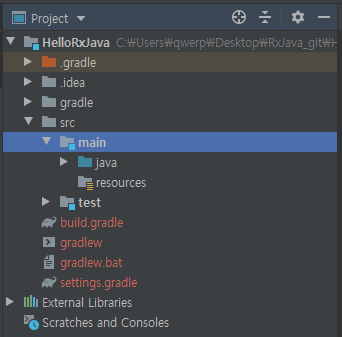 Project
HelloRxJava C:₩Users₩qwerp₩Desktop₩RxJava_git₩H
.gradle
.idea
gradle
src
main
java
resources
test
build.gradle
gradlew
gradlew.bat
settings.gradle
External Libraries
Scratches and Consoles